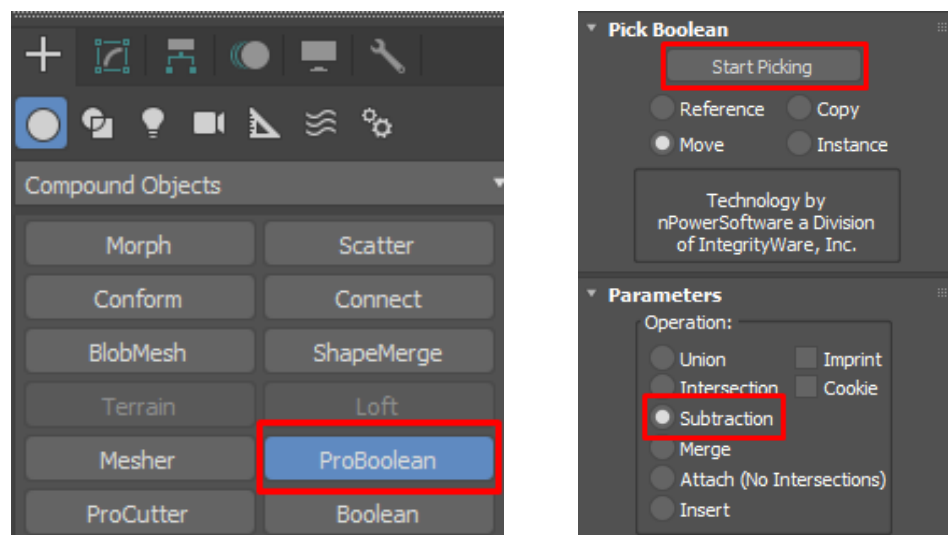 Compound Objects
Morph
Scatter
Conform
Connect
BlobMesh
ShapeMerge
Terrain
Loft
Mesher
ProBoolean
ProCutter
Boolean
Pick Boolean
Start Picking
Reference
Copy
Move
Instance
Technology by
nPowerSoftware a Division
of IntegrityWare, Inc.
Parameters
Operation:
Union
Imprint
Intersection
Cookie
Subtraction
Merge
Attach (No Intersections)
Insert